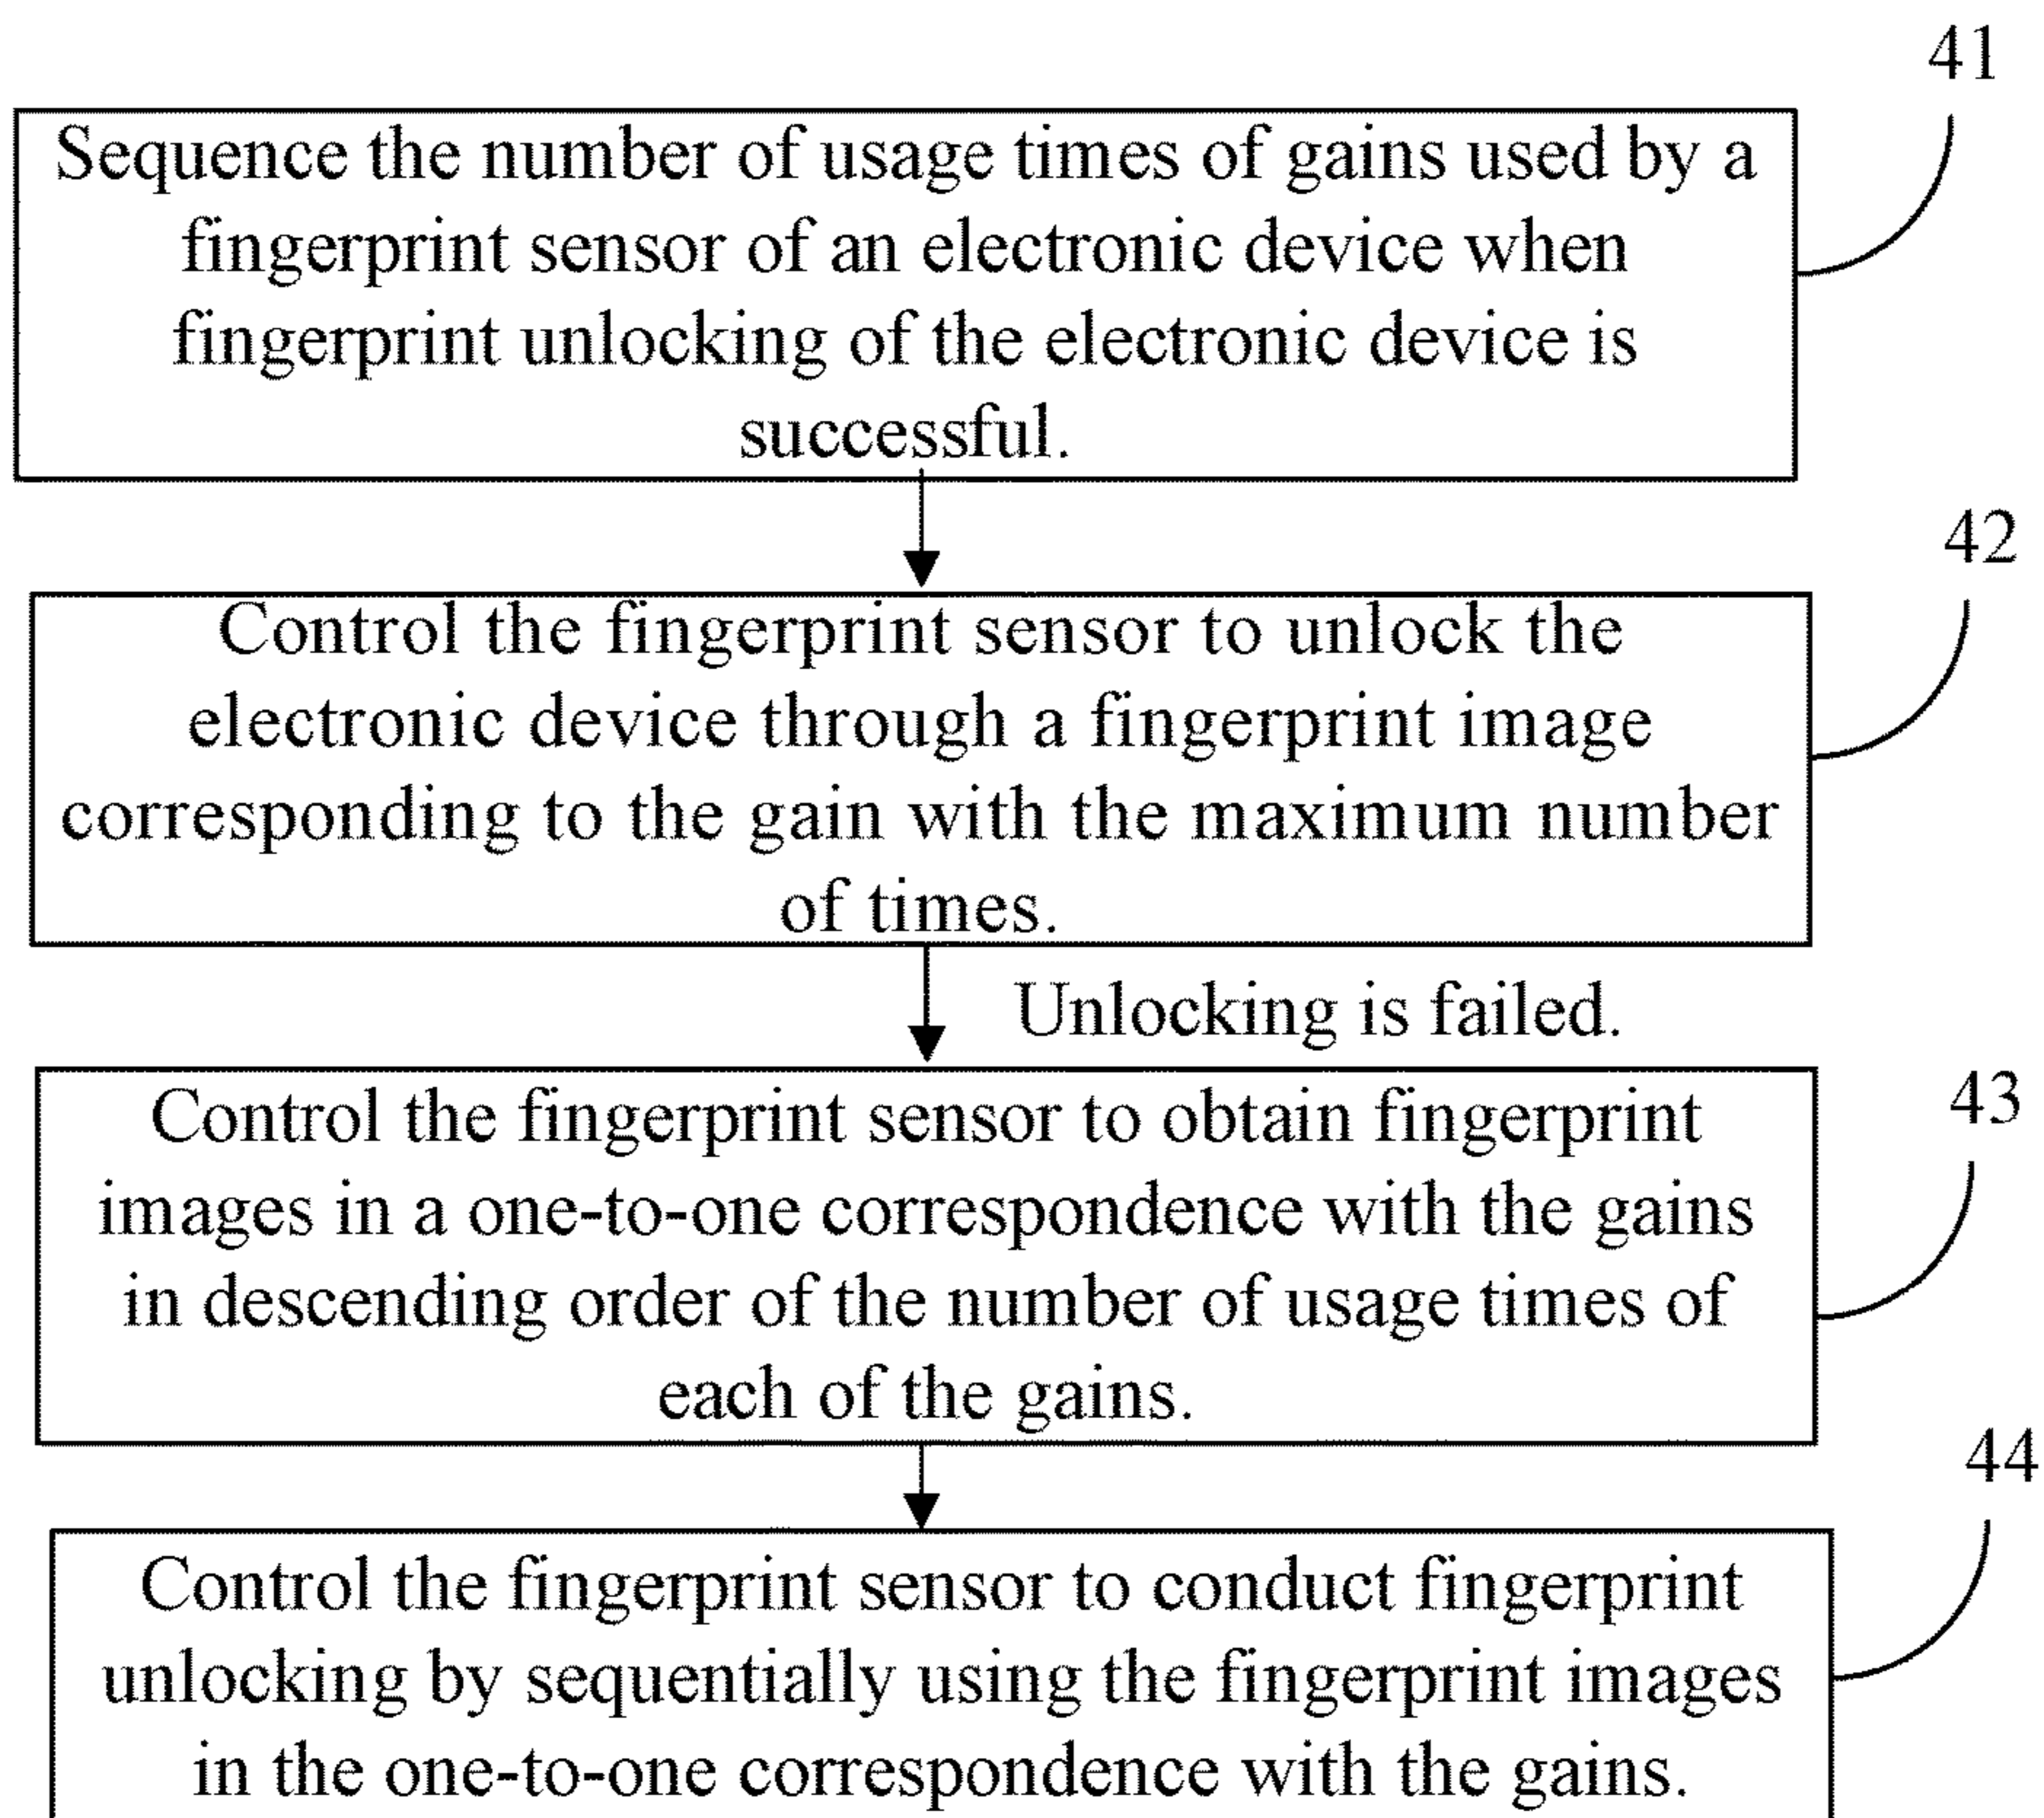 41
Sequence the number of usage times of gains used by a
fingerprint sensor of an electronic device when
fingerprint unlocking of the electronic device is
successful.
42
Control the fingerprint sensor to unlock the
electronic device through a fingerprint image
corresponding to the gain with the maximum number
of times.
Unlocking is failed.
43
Control the fingerprint sensor to obtain fingerprint
images in a one-to-one correspondence with the gains
in descending order of the number of usage times of
each of the gains.
44
Control the fingerprint sensor to conduct fingerprint
unlocking by sequentially using the fingerprint images
in the one-to-one correspondence with the gains.